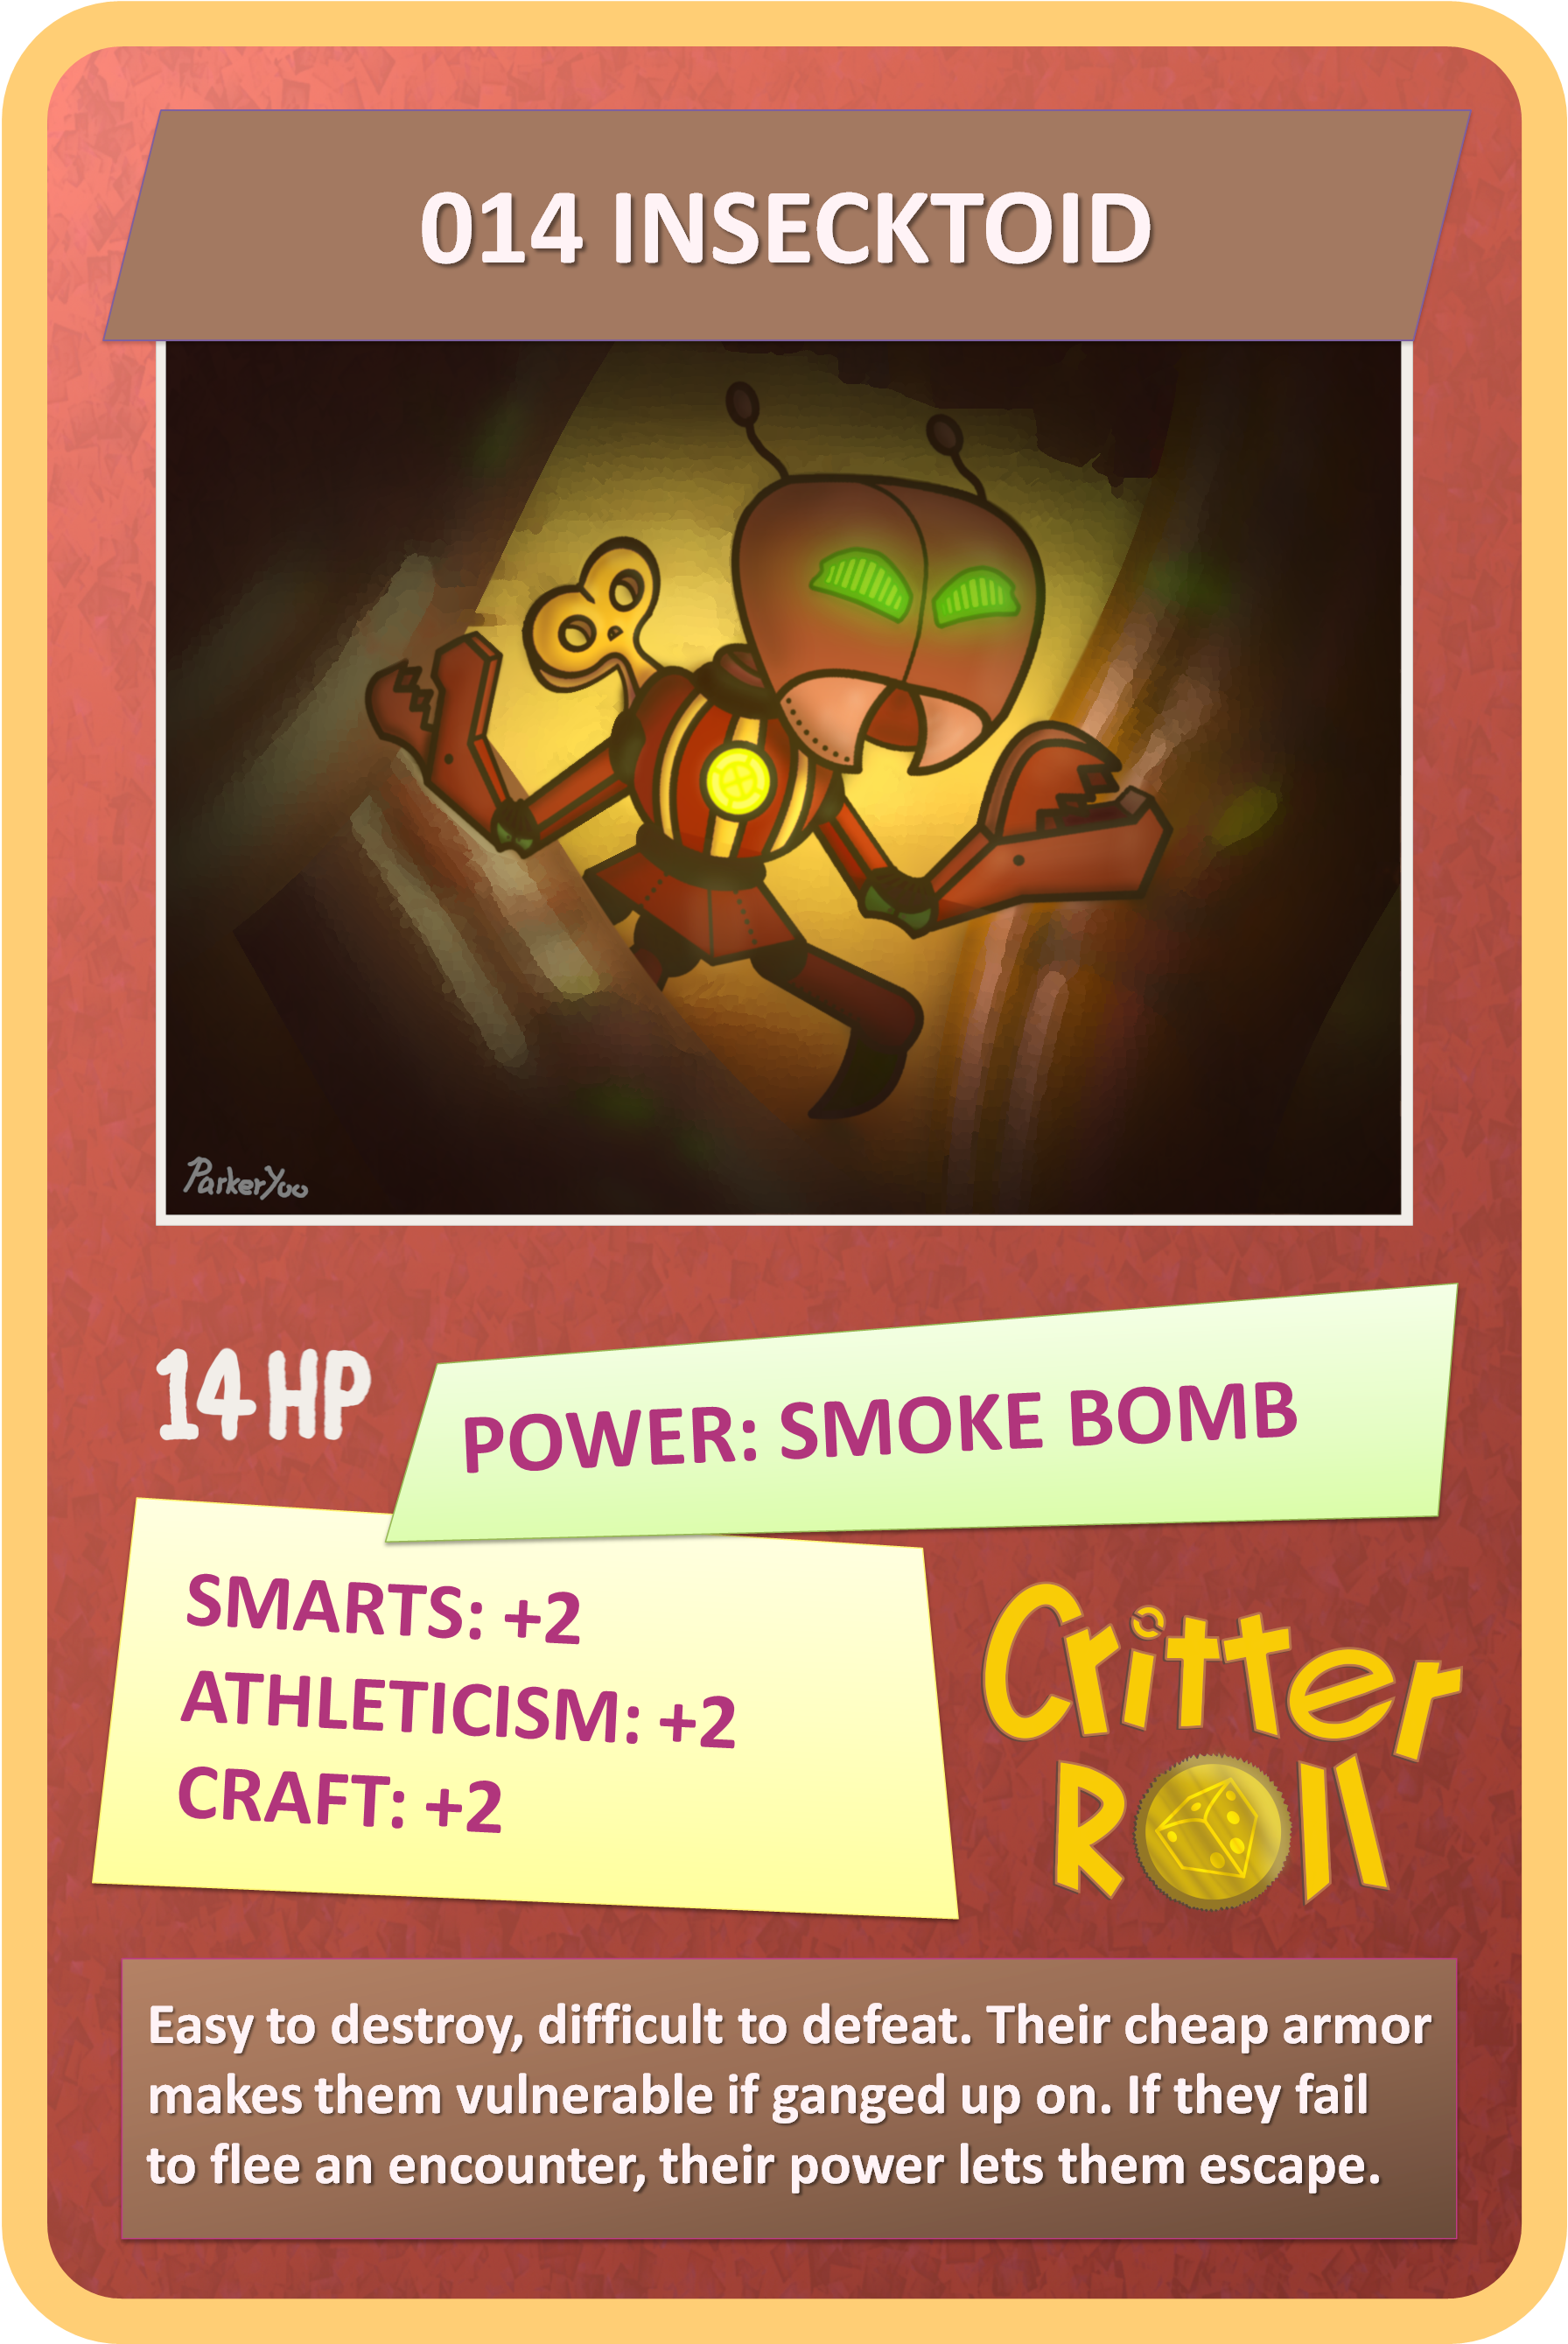 014 INSECKTOID
ParkerYoo
14 HP
POWER: SMOKE BOMB
SMARTS: +2
ATHLETICISM: +2
CRAFT: +2
Critter
Roll
Easy to destroy, difficult to defeat. Their cheap armor
makes them vulnerable if ganged up on. If they fail
to flee an encounter, their power lets them escape.